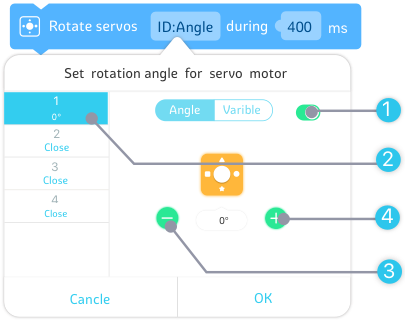 Rotate servos ID:Angle during 400 ms
Set rotation angle for servo motor
1
0°
Angle Varible
1
2
Close
2
3
Close
4
Close
− 0° +
4
3
Cancle OK